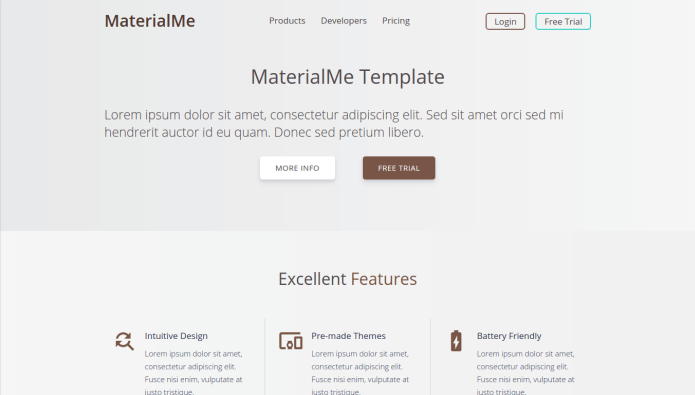 MaterialMe
Products Developers Pricing
Login Free Trial
MaterialMe Template
Lorem ipsum dolor sit amet, consectetur adipiscing elit. Sed sit amet orci sed mi
hendrerit auctor id eu quam. Donec sed pretium libero.
MORE INFO FREE TRIAL
Excellent Features
Intuitive Design
Lorem ipsum dolor sit amet,
consectetur adipiscing elit.
Fusce nisi enim, vulputate at
justo tristique.
Pre-made Themes
Lorem ipsum dolor sit amet,
consectetur adipiscing elit.
Fusce nisi enim, vulputate at
justo tristique.
Battery Friendly
Lorem ipsum dolor sit amet,
consectetur adipiscing elit.
Fusce nisi enim, vulputate at
justo tristique.